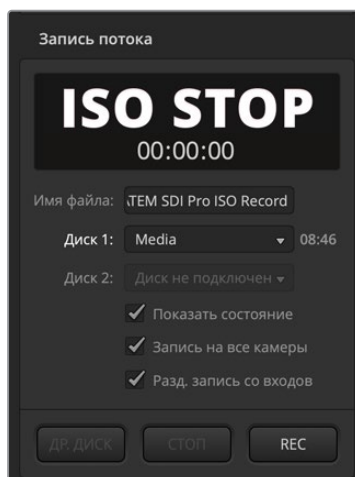 Запись потока
ISO STOP
00:00:00
Имя файла: ATEM SDI Pro ISO Record
Диск 1: Media 08:46
Диск 2: Диск не подключен
Показать состояние
Запись на все камеры
Разд. запись со входов
ДР. ДИСК СТОП REC